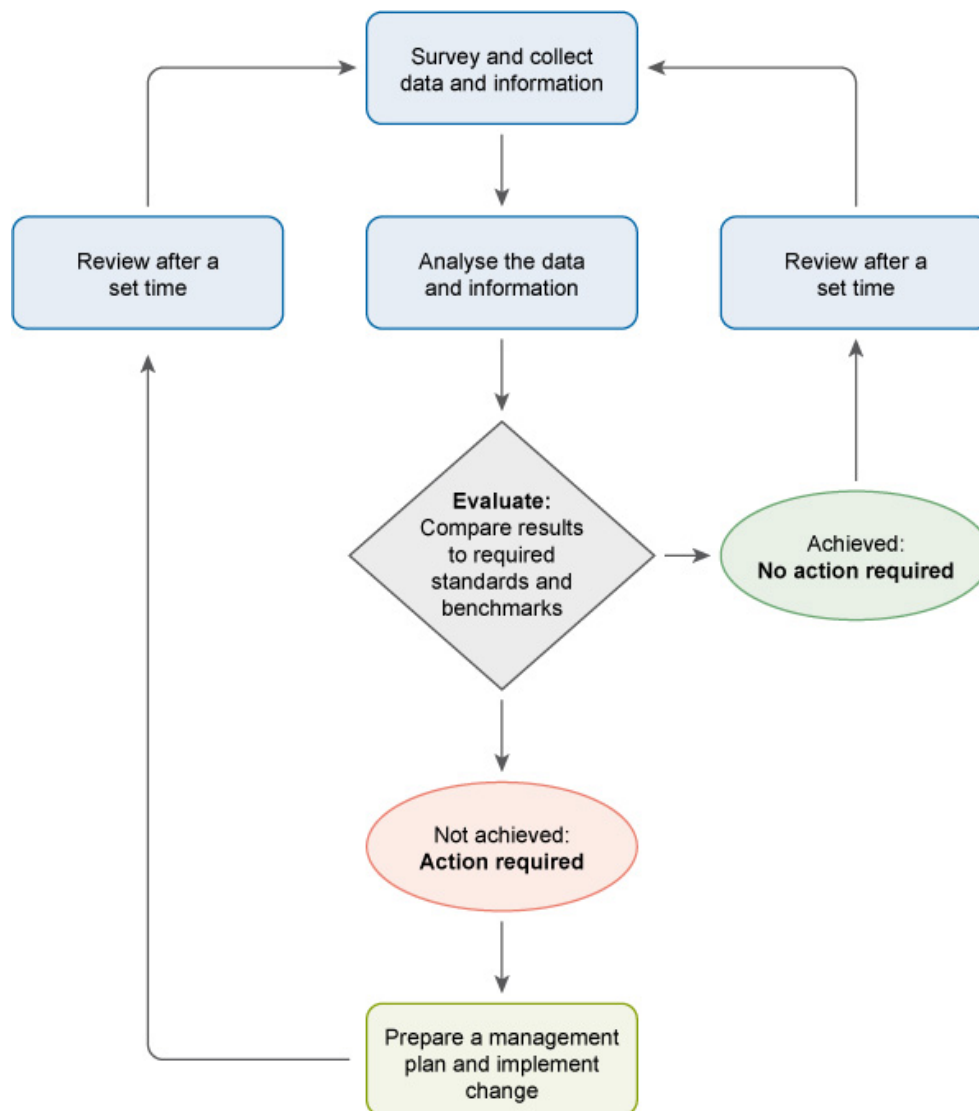 Survey and collect
data and information
Review after a
set time
Analyse the data
and information
Review after a
set time
Evaluate:
Compare results
to required
standards and
benchmarks
Achieved:
No action required
Not achieved:
Action required
Prepare a management
plan and implement
change